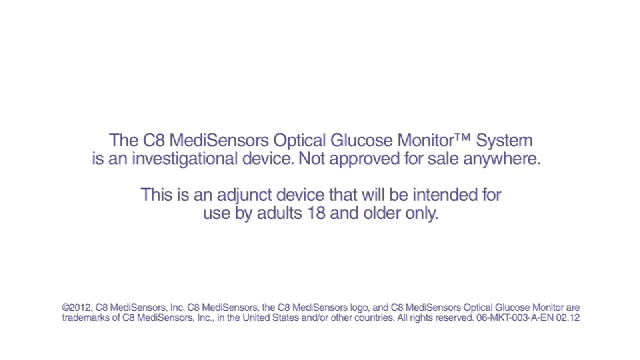 The C8 MediSensors Optical Glucose Monitor™ System
is an investigational device. Not approved for sale anywhere.
This is an adjunct device that will be intended for
use by adults 18 and older only.
©2012, C8 MediSensors, Inc. C8 MediSensors, the C8 MediSensors logo, and C8 MediSensors Optical Glucose Monitor are
trademarks of C8 MediSensors, Inc., in the United States and/or other countries. All rights reserved. 06-MKT-003-A-EN 02.12